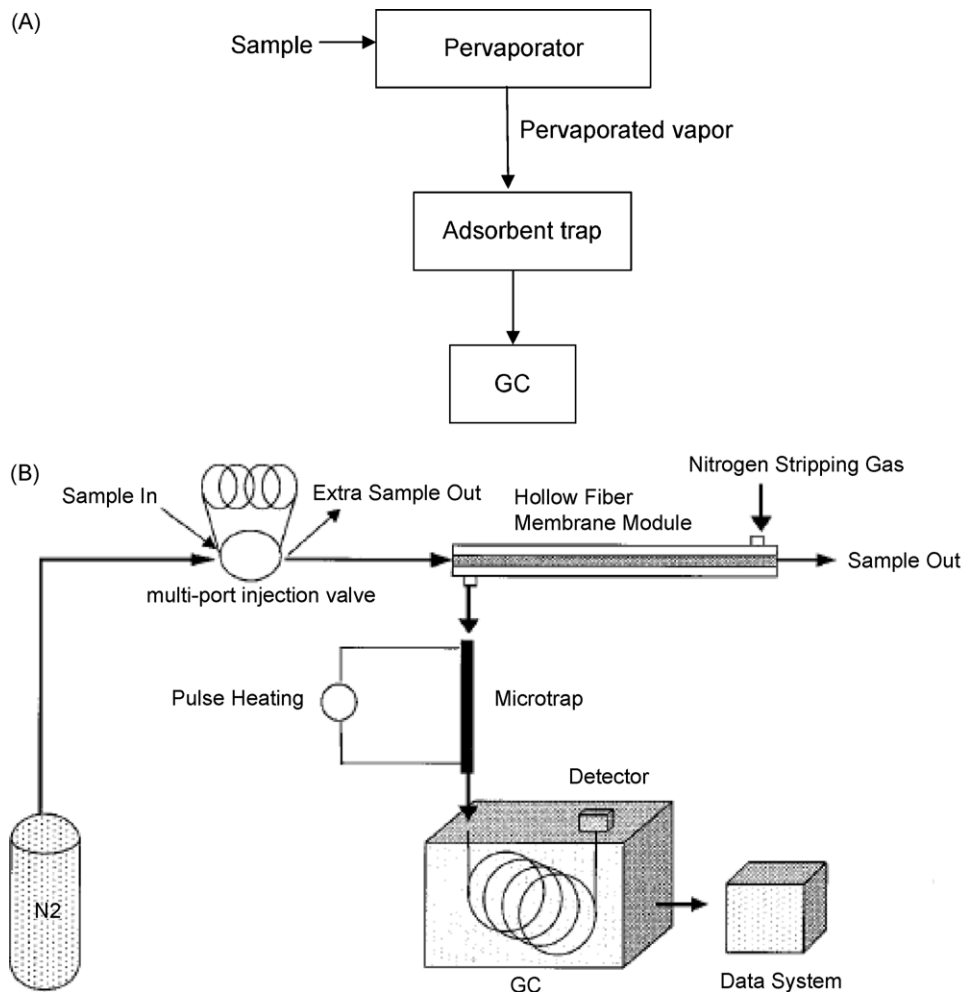 (A)
Sample
Pervaporator
Pervaporated vapor
Adsorbent trap
GC
(B)
Sample In
Extra Sample Out
multi-port injection valve
Hollow Fiber
Membrane Module
Nitrogen Stripping Gas
Sample Out
Pulse Heating
Microtrap
Detector
N2
GC
Data System